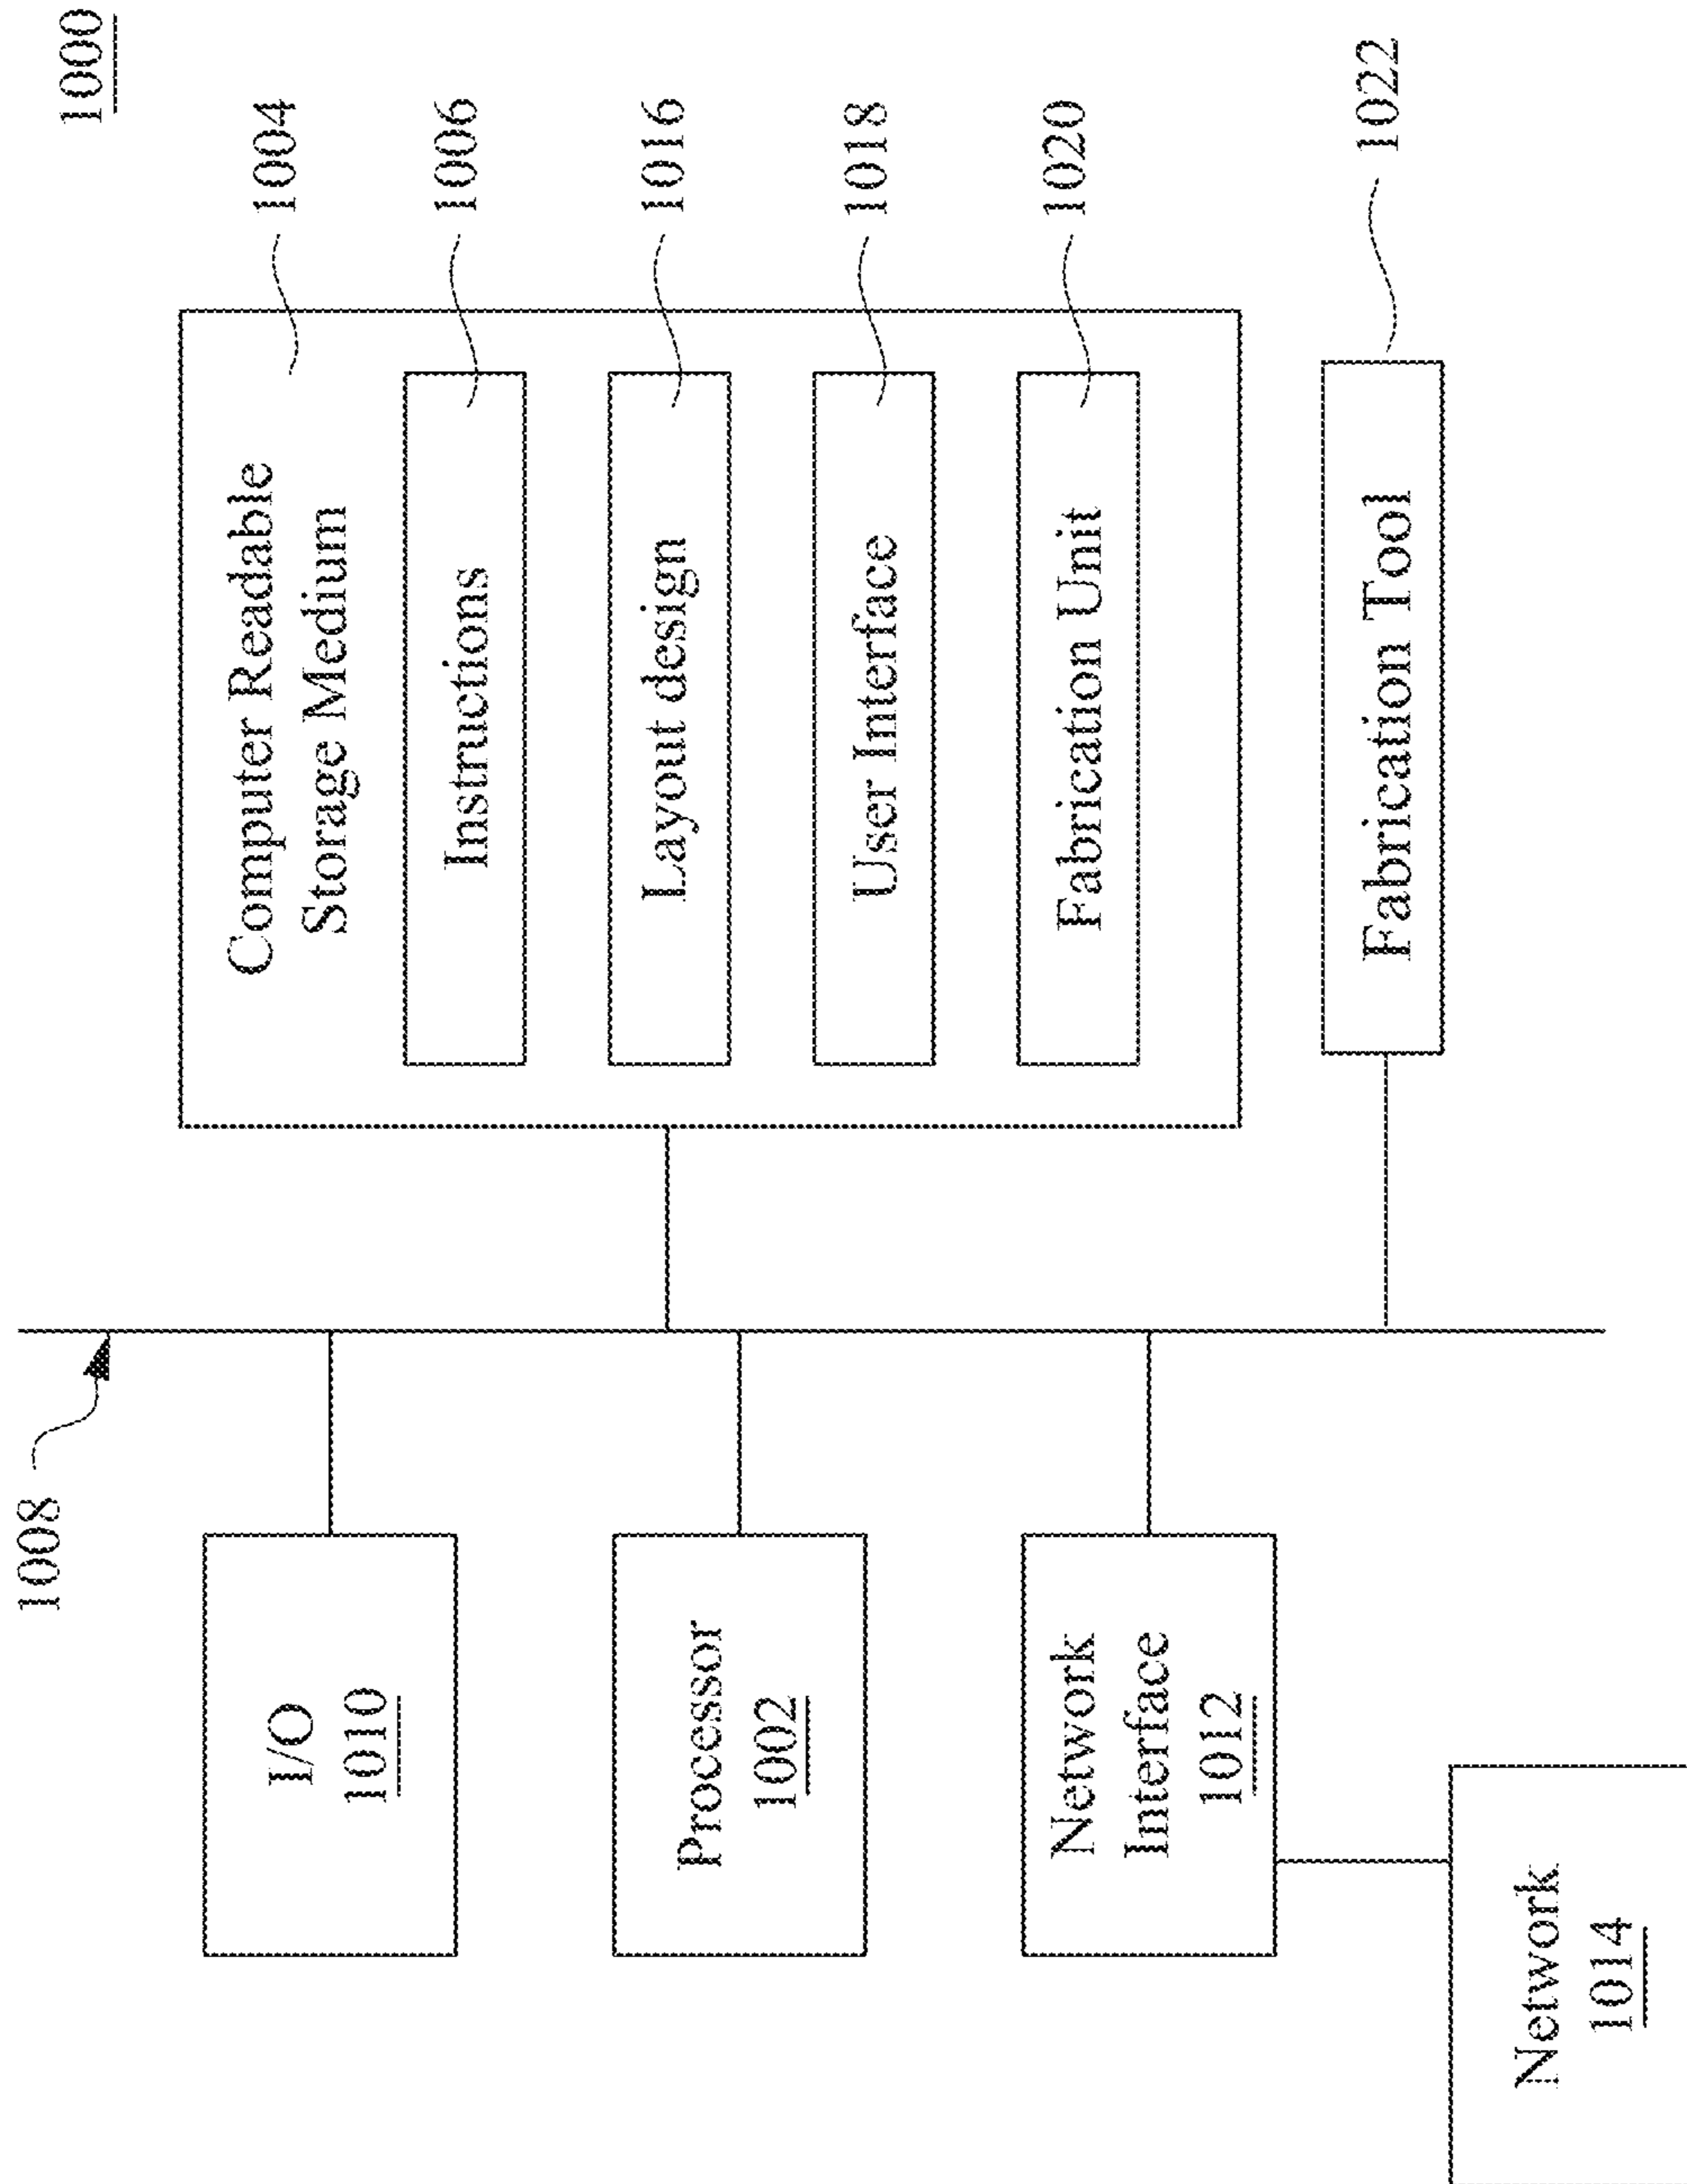 1000
1008
I/O
1010
Processor
1002
Network
Interface
1012
Network
1014
Computer Readable
Storage Medium
1004
Instructions
1006
Layout design
1016
User Interface
1018
Fabrication Unit
1020
Fabrication Tool
1022